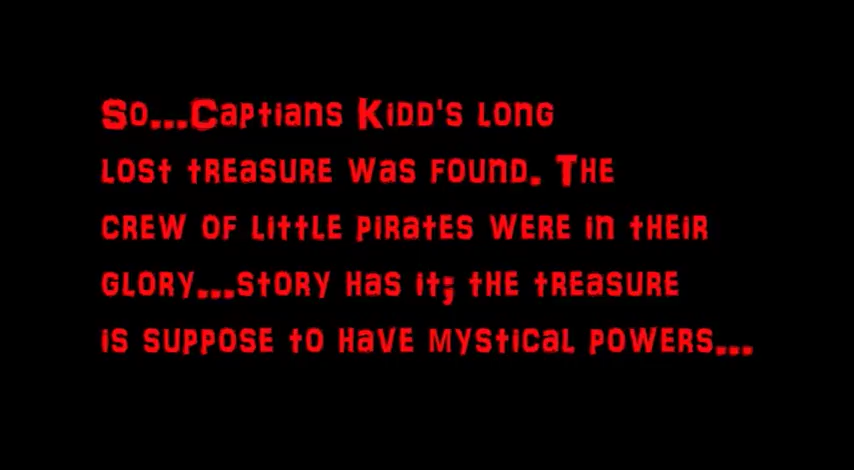 So...Captians Kidd's long
lost treasure was found. The
crew of little pirates were in their
glory...story has it; the treasure
is suppose to have mystical powers...